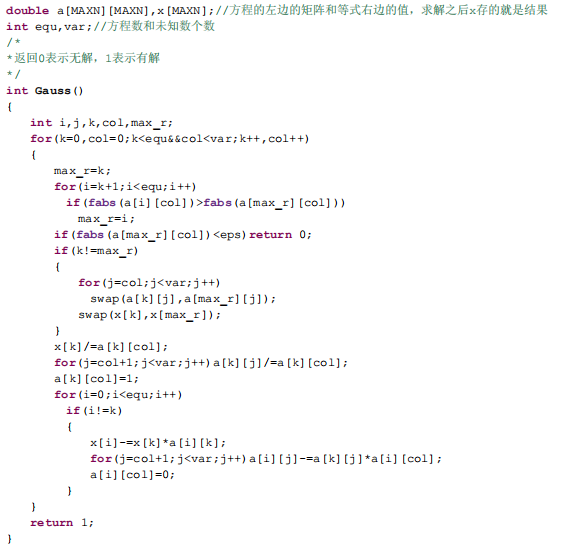 double a[MAXN][MAXN],x[MAXN];//方程的左边的矩阵和等式右边的值，求解之后x存的就是结果
int equ,var;//方程数和未知数个数
/*
*返回0表示无解，1表示有解
*/
int Gauss()
{
int i,j,k,col,max_r;
for(k=0,col=0;k<equ&&col<var;k++,col++)
{
max_r=k;
for(i=k+1;i<equ;i++)
if(fabs(a[i][col])>fabs(a[max_r][col]))
max_r=i;
if(fabs(a[max_r][col])<eps)return 0;
if(k!=max_r)
{
for(j=col;j<var;j++)
swap(a[k][j],a[max_r][j]);
swap(x[k],x[max_r]);
}
x[k]/=a[k][col];
for(j=col+1;j<var;j++)a[k][j]/=a[k][col];
a[k][col]=1;
for(i=0;i<equ;i++)
if(i!=k)
{
x[i]-=x[k]*a[i][k];
for(j=col+1;j<var;j++)a[i][j]-=a[k][j]*a[i][col];
a[i][col]=0;
}
}
return 1;
}